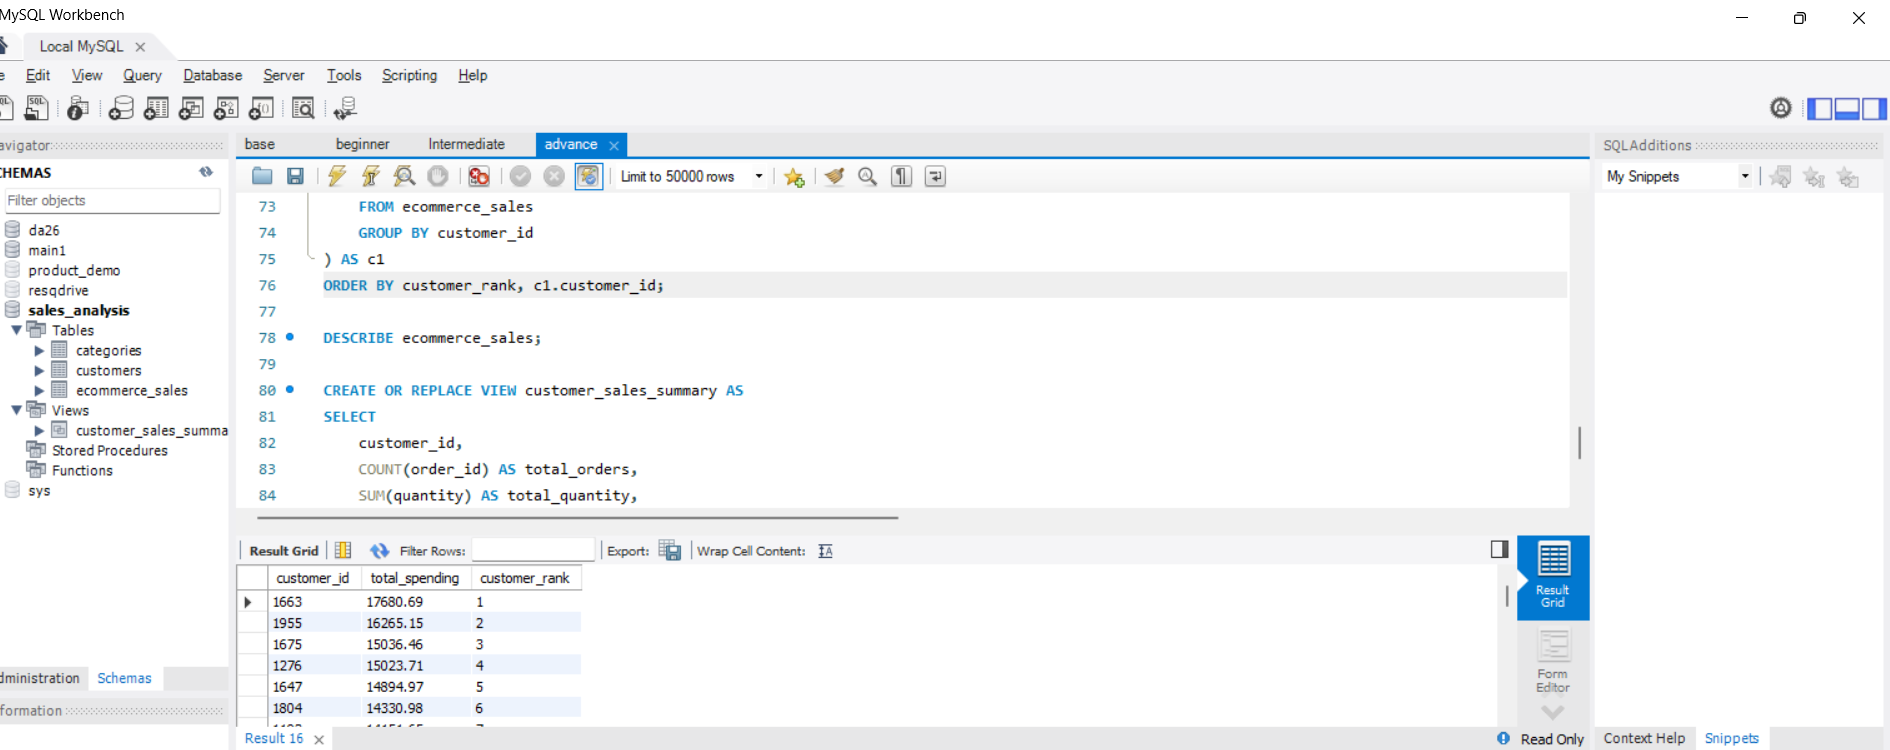 MySQL Workbench
Local MySQL
Edit View Query Database Server Tools Scripting Help
SCHEMAS
Filter objects
da26
main1
product_demo
resqdrive
sales_analysis
Tables
categories
customers
ecommerce_sales
Views
customer_sales_summa
Stored Procedures
Functions
sys
dministration Schemas
formation
base beginner Intermediate advance
Limit to 50000 rows
73 FROM ecommerce_sales
74 GROUP BY customer_id
75 ) AS c1
76 ORDER BY customer_rank, c1.customer_id;
77
78 DESCRIBE ecommerce_sales;
79
80 CREATE OR REPLACE VIEW customer_sales_summary AS
81 SELECT
82 customer_id,
83 COUNT(order_id) AS total_orders,
84 SUM(quantity) AS total_quantity,
Result Grid Filter Rows: Export: Wrap Cell Content:
customer_id total_spending customer_rank
1663 17680.69 1
1955 16265.15 2
1675 15036.46 3
1276 15023.71 4
1647 14894.97 5
1804 14330.98 6
Result Grid
Form Editor
Result 16
Read Only
SQLAdditions
My Snippets
Context Help Snippets